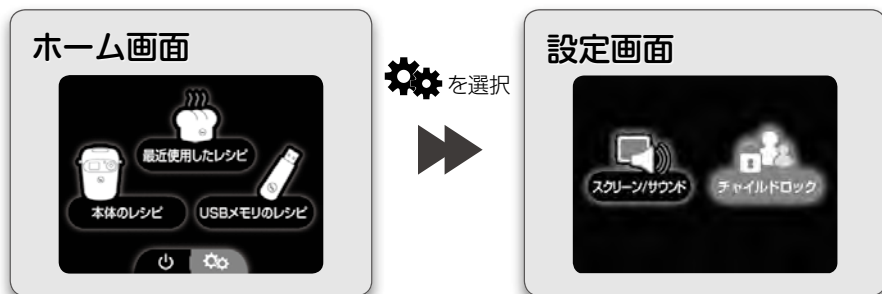 ホーム画面
最近使用したレシピ
本体のレシピ
USBメモリのレシピ
を選択
設定画面
スクリーン/サウンド
チャイルドロック